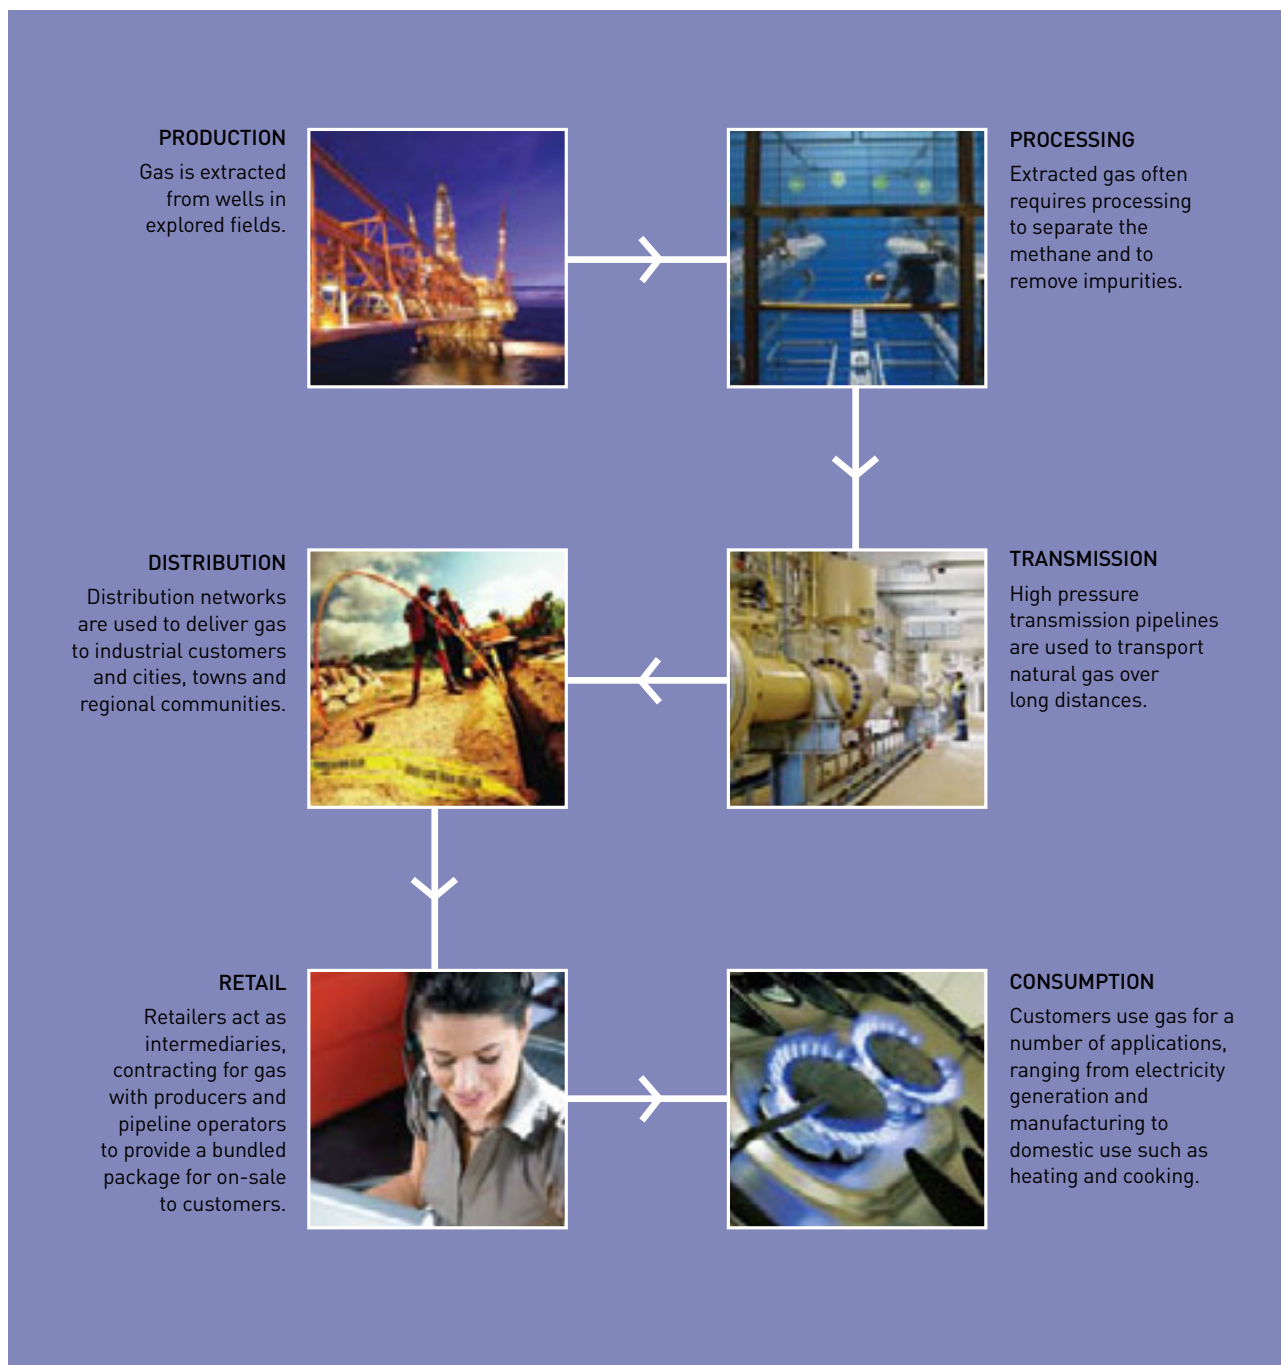 PRODUCTION
Gas is extracted
from wells in
explored fields.
PROCESSING
Extracted gas often
requires processing
to separate the
methane and to
remove impurities.
TRANSMISSION
High pressure
transmission pipelines
are used to transport
natural gas over
long distances.
DISTRIBUTION
Distribution networks
are used to deliver gas
to industrial customers
and cities, towns and
regional communities.
RETAIL
Retailers act as
intermediaries,
contracting for gas
with producers and
pipeline operators
to provide a bundled
package for on-sale
to customers.
CONSUMPTION
Customers use gas for a
number of applications,
ranging from electricity
generation and
manufacturing to
domestic use such as
heating and cooking.